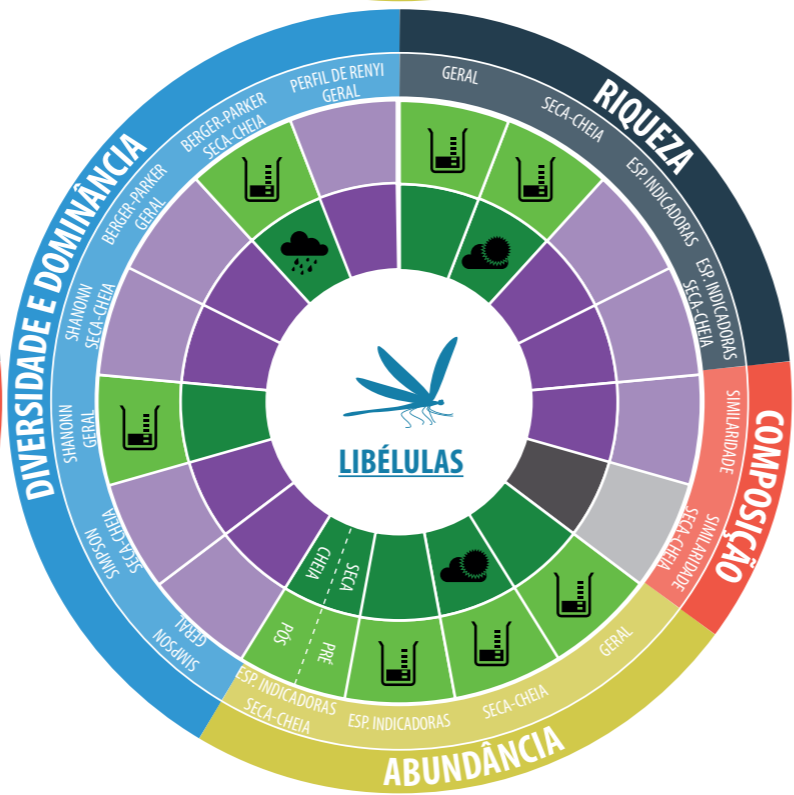 RIQUEZA
GERAL
SECA-CHEIA
ESP. INDICADORAS
ESP. INDICADORAS
SECA-CHEIA
COMPOSIÇÃO
SIMILARIDADE
SIMILARIDADE
SECA-CHEIA
ABUNDÂNCIA
GERAL
SECA-CHEIA
ESP. INDICADORAS
ESP. INDICADORAS
SECA-CHEIA
PRÉ
PÓS
SECA
CHEIA
DIVERSIDADE E DOMINÂNCIA
SIMPSON
GERAL
SIMPSON
SECA-CHEIA
SHANONN
GERAL
SHANONN
SECA-CHEIA
BERGER-PARKER
GERAL
BERGER-PARKER
SECA-CHEIA
PERFIL DE RENYI
GERAL
LIBÉLULAS